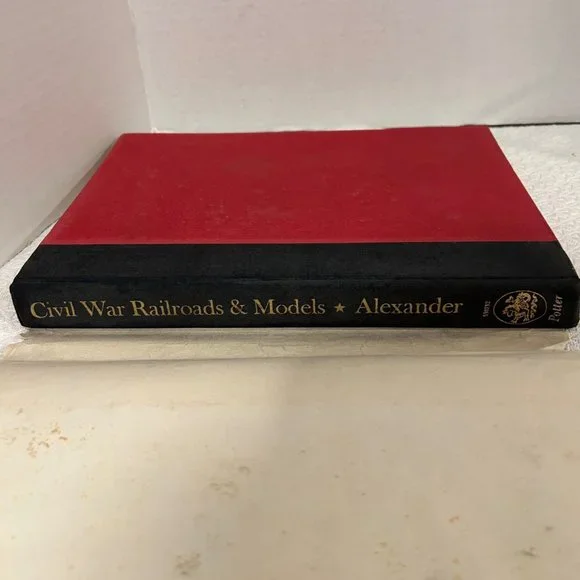 Civil War Railroads & Models ★ Alexander
Potter